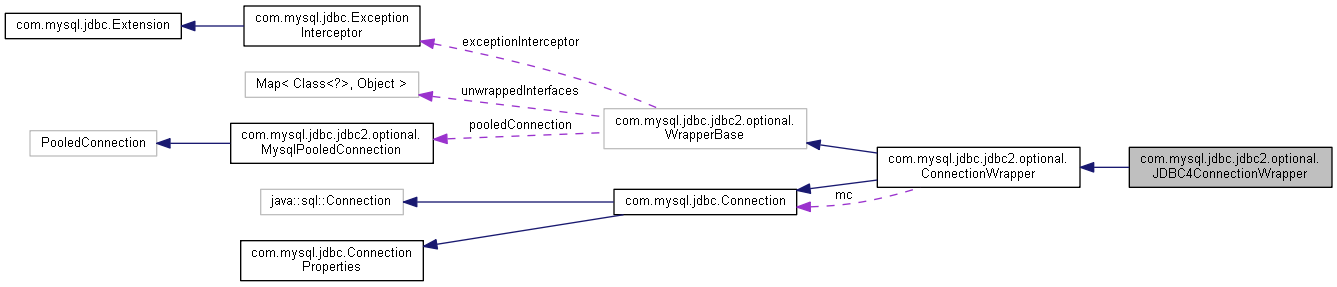 com.mysql.jdbc.Extension
com.mysql.jdbc.Exception
Interceptor
exceptionInterceptor
Map< Class<?>, Object >
unwrappedInterfaces
PooledConnection
com.mysql.jdbc.jdbc2.optional.
MysqlPooledConnection
pooledConnection
com.mysql.jdbc.jdbc2.optional.
WrapperBase
java::sql::Connection
com.mysql.jdbc.Connection
mc
com.mysql.jdbc.jdbc2.optional.
ConnectionWrapper
com.mysql.jdbc.jdbc2.optional.
JDBC4ConnectionWrapper
com.mysql.jdbc.Connection
Properties